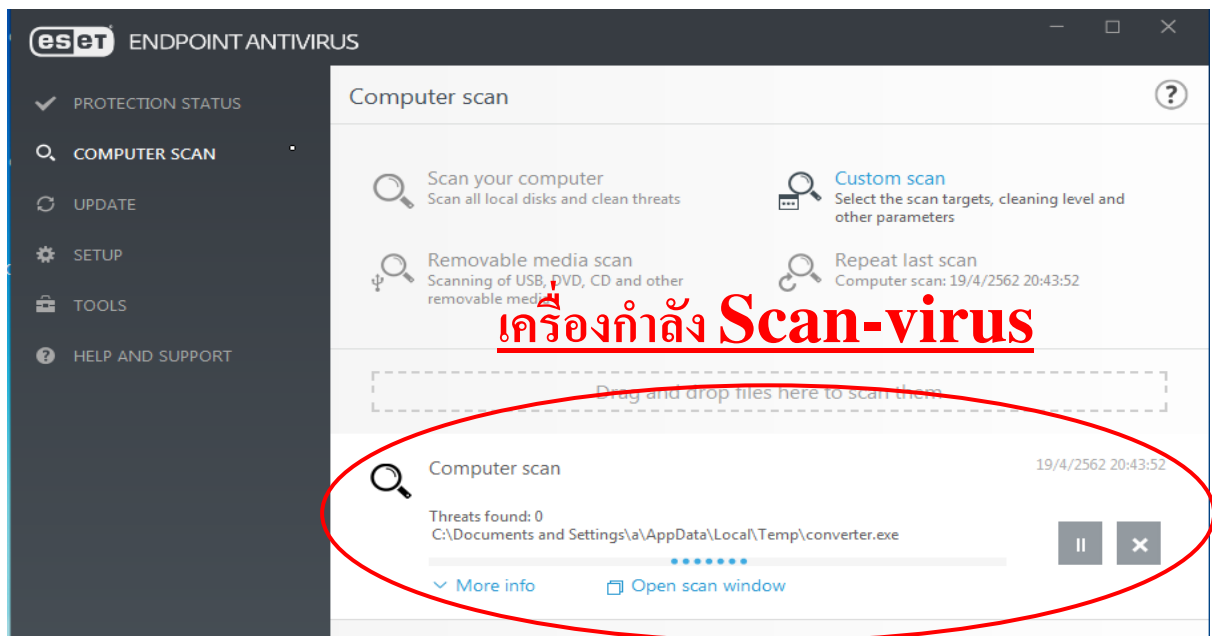 eset ENDPOINT ANTIVIRUS
PROTECTION STATUS
COMPUTER SCAN
UPDATE
SETUP
TOOLS
HELP AND SUPPORT
Computer scan
?
Scan your computer
Scan all local disks and clean threats
Custom scan
Select the scan targets, cleaning level and
other parameters
Removable media scan
Scanning of USB, DVD, CD and other
removable media
Repeat last scan
Computer scan: 19/4/2562 20:43:52
เครื่องกำลัง Scan-virus
Drag and drop files here to scan them
Computer scan
19/4/2562 20:43:52
Threats found: 0
C:\Documents and Settings\a\AppData\Local\Temp\converter.exe
More info
Open scan window